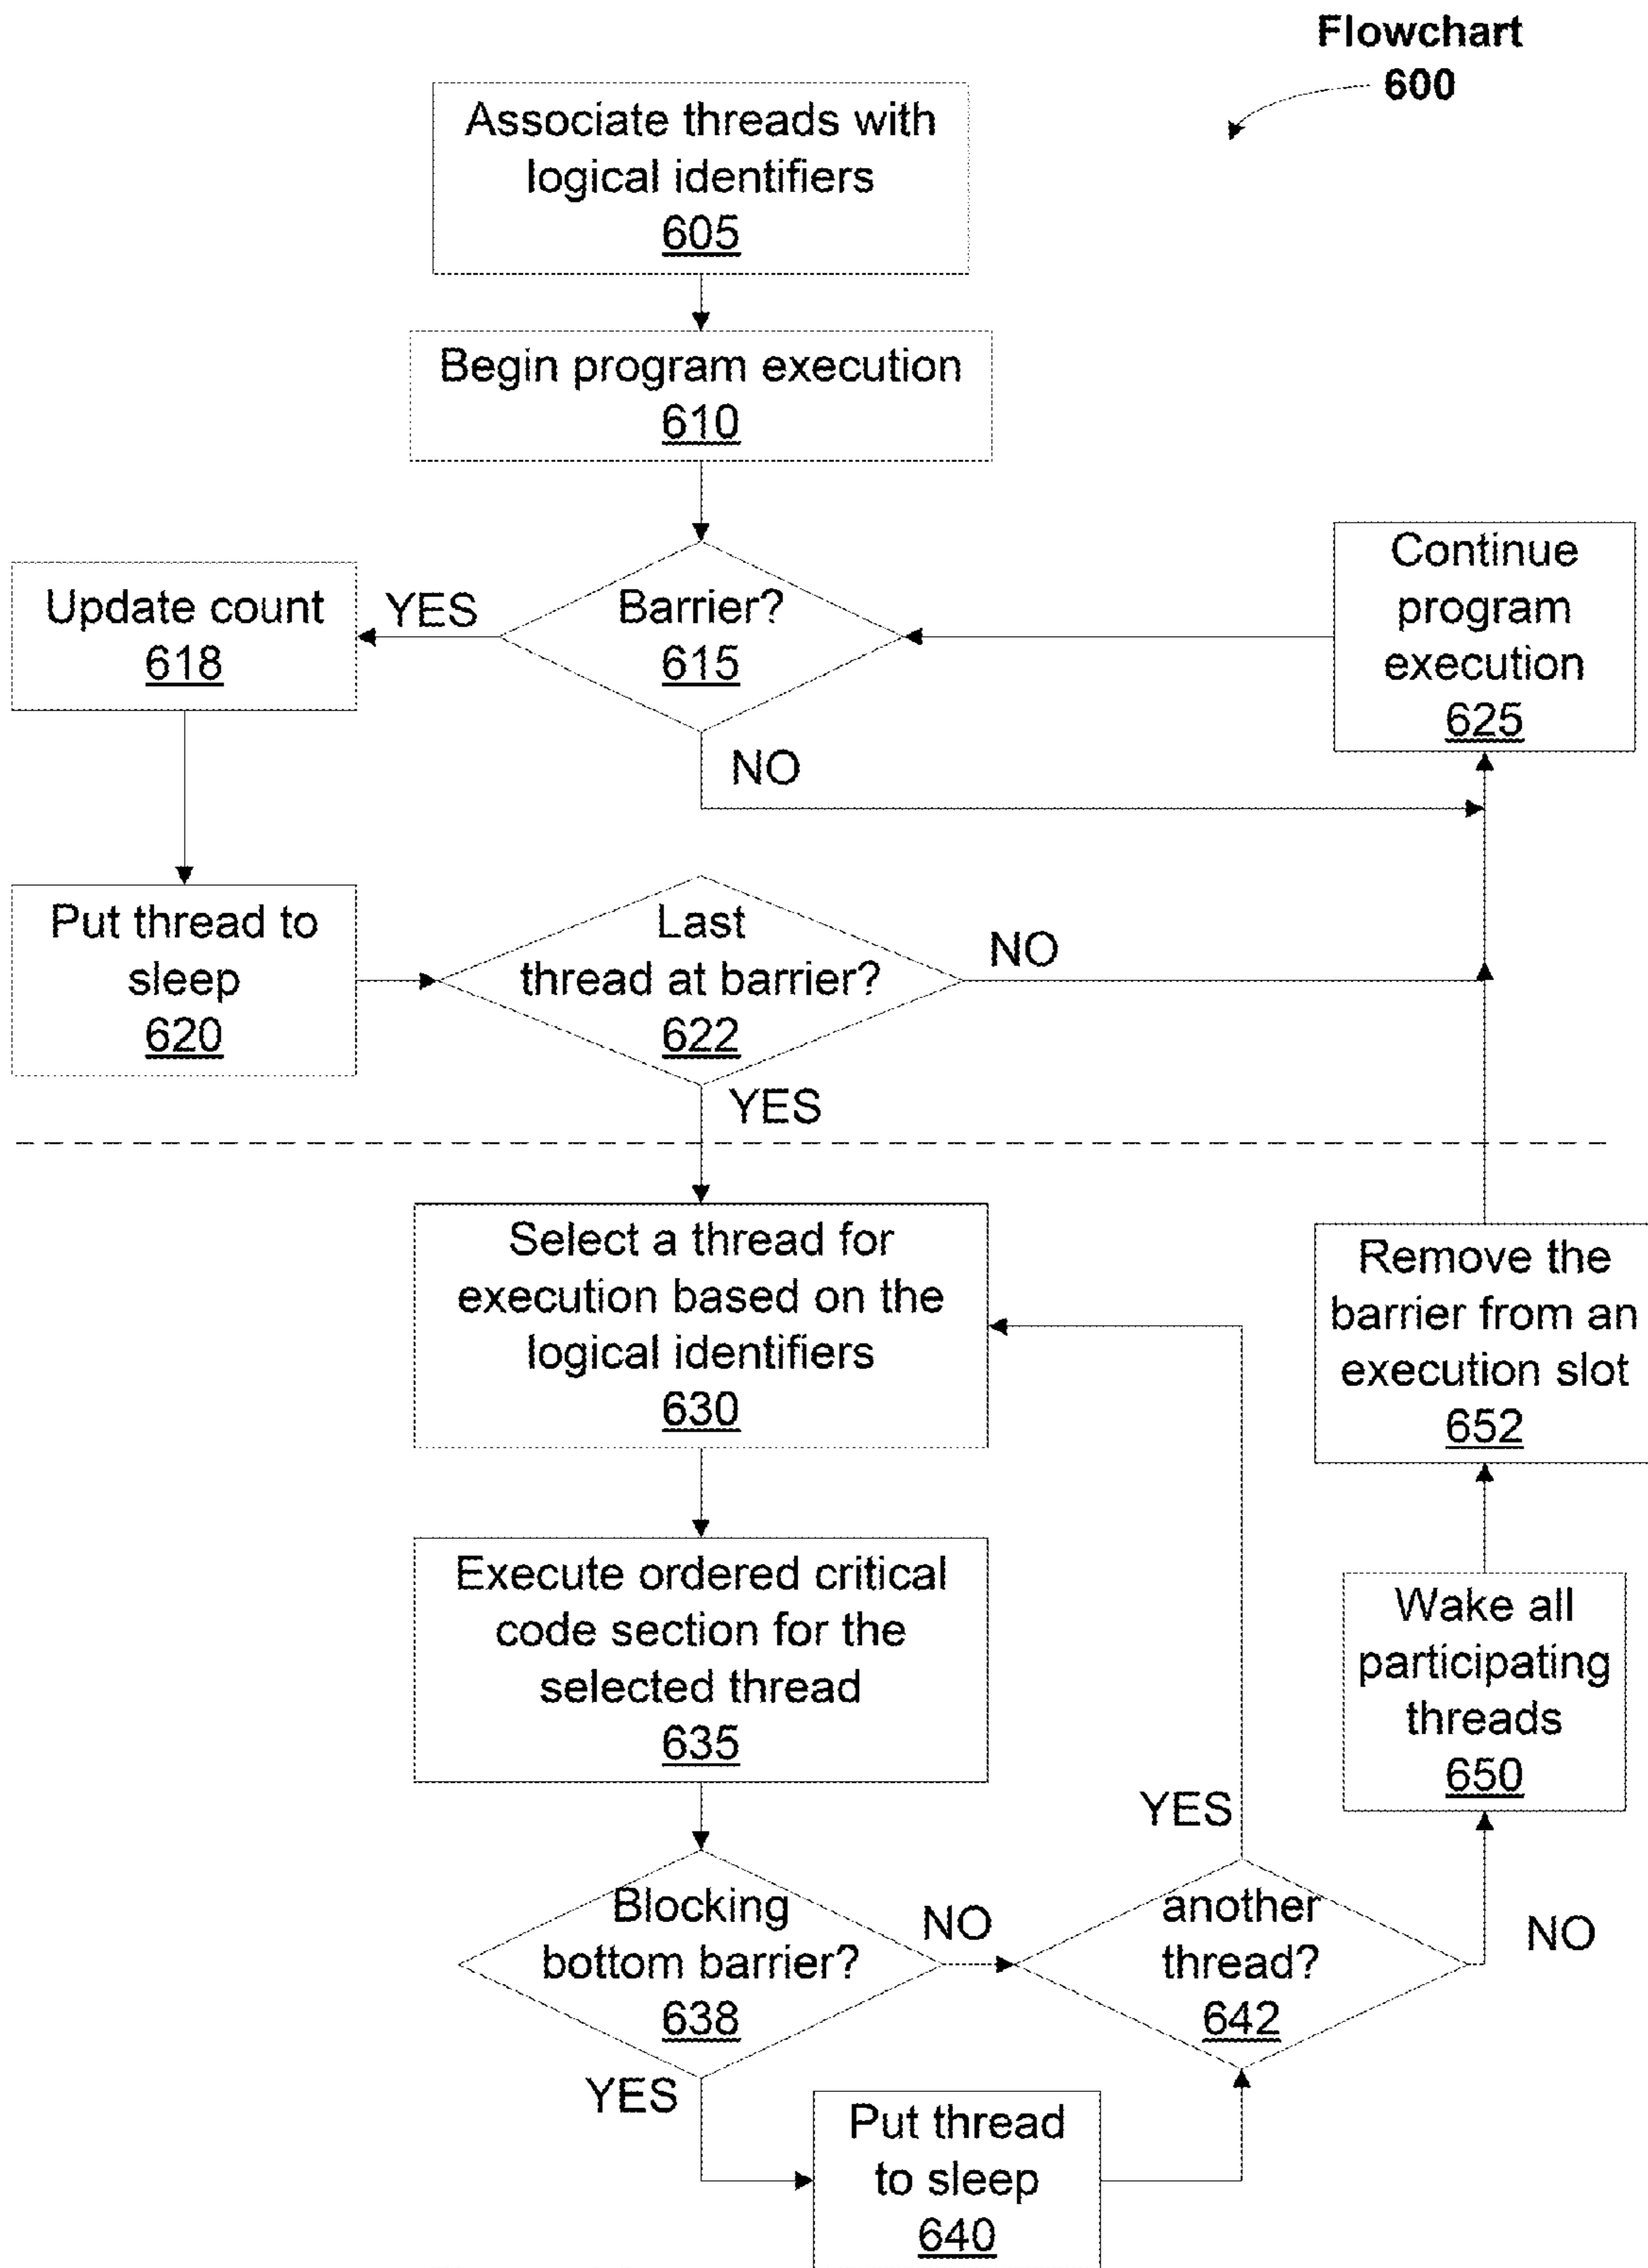 Flowchart
600
Associate threads with
logical identifiers
605
Begin program execution
610
Continue
program
execution
625
Update count
618
YES
Barrier?
615
NO
Put thread to
sleep
620
Last
thread at barrier?
622
NO
YES
Select a thread for
execution based on the
logical identifiers
630
Remove the
barrier from an
execution slot
652
Execute ordered critical
code section for the
selected thread
635
Wake all
participating
threads
650
YES
Blocking
bottom barrier?
638
NO
another
thread?
642
NO
YES
Put thread
to sleep
640